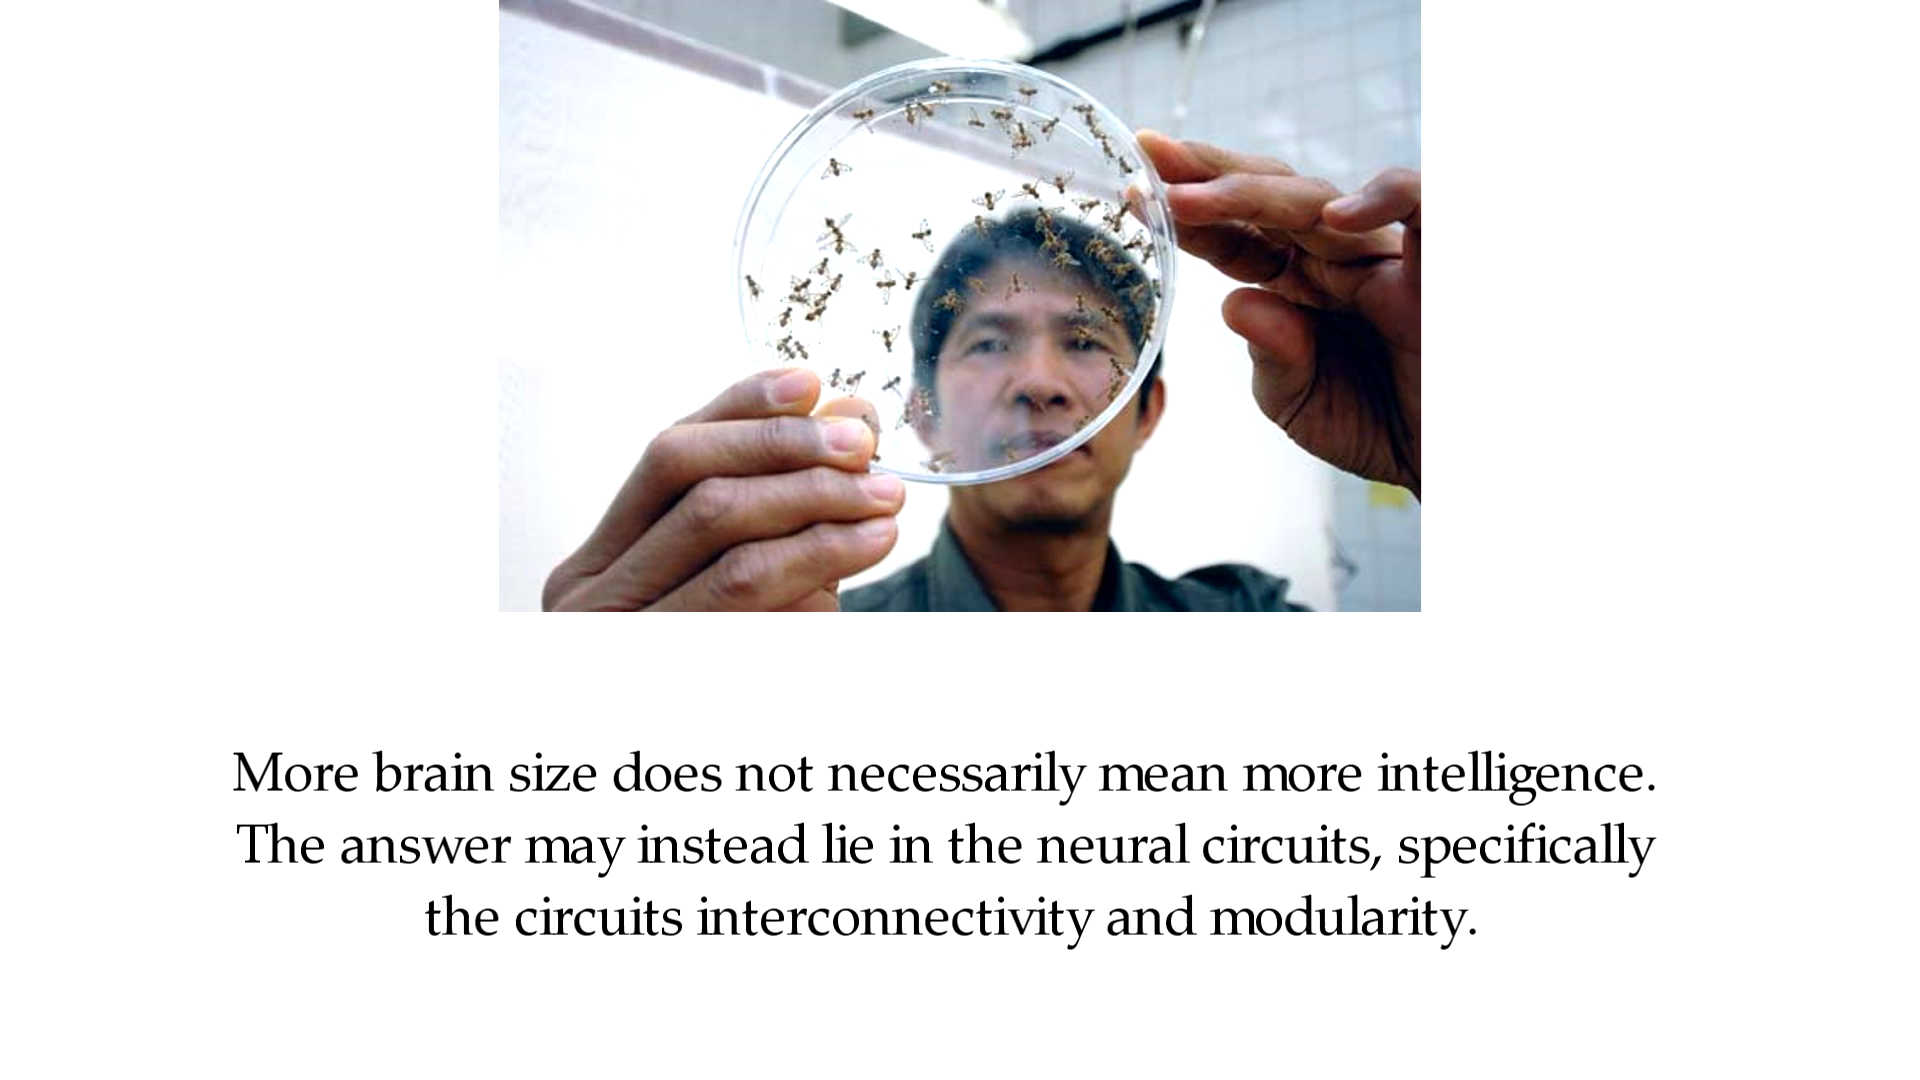 More brain size does not necessarily mean more intelligence.
The answer may instead lie in the neural circuits, specifically
the circuits interconnectivity and modularity.